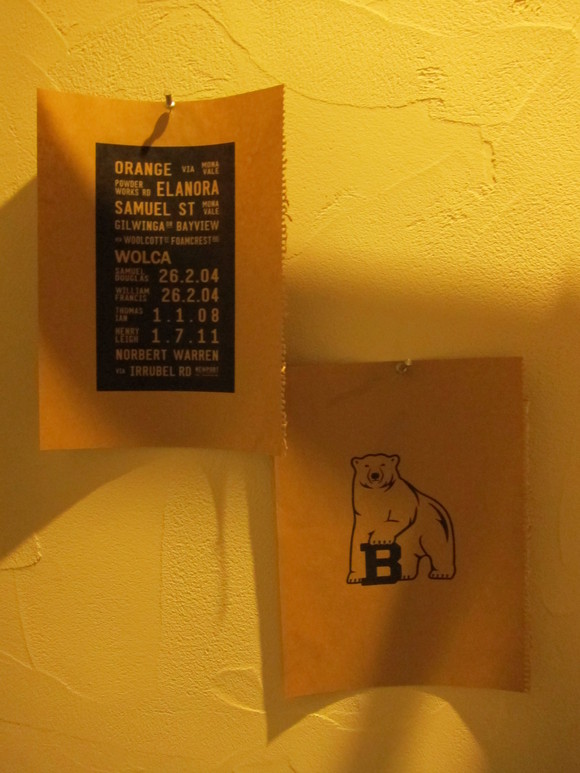 ORANGE VIA MONA VALE
POWDER WORKS RD ELANORA
SAMUEL ST MONA VALE
GILWINGA DR BAYVIEW
VIA WOOLCOTT ST FOAMCREST
WOLCA
SAMUEL DOUGLAS 26.2.04
WILLIAM FRANCIS 26.2.04
THOMAS IAN 1.1.08
HENRY LEIGH 1.7.11
NORBERT WARREN
VIA IRRUBEL RD NEWPORT
B